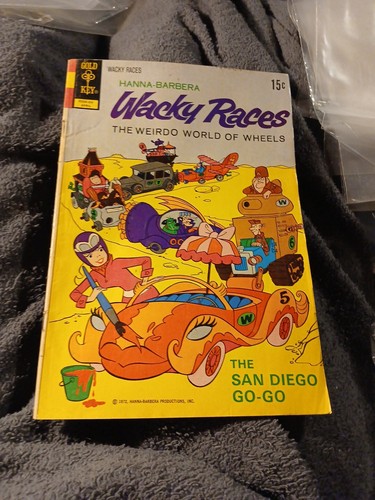 GOLD
KEY
WACKY RACES
15¢
HANNA-BARBERA
Wacky Races
THE WEIRDO WORLD OF WHEELS
W
6
W
5
THE
SAN DIEGO
GO-GO
© 1972, HANNA-BARBERA PRODUCTIONS, INC.